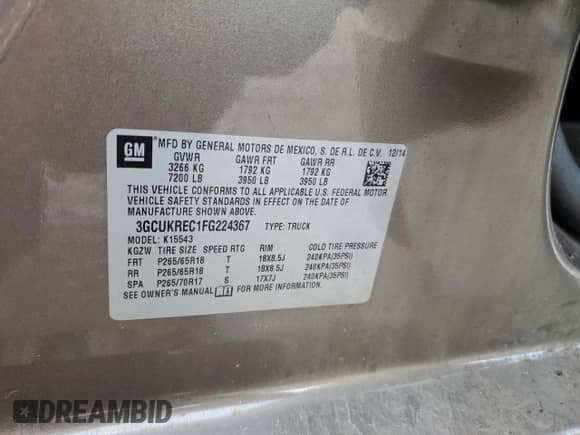 GM
*MFD BY GENERAL MOTORS DE MEXICO, S. DE R.L. DE C.V. 12/14
GVWR GAWR FRT GAWR RR
3266 KG 1792 KG 1792 KG
7200 LB 3950 LB 3950 LB
THIS VEHICLE CONFORMS TO ALL APPLICABLE U.S. FEDERAL MOTOR
VEHICLE SAFETY STANDARDS IN EFFECT ON THE DATE OF
MANUFACTURE SHOWN ABOVE.
3GCUKREC1FG224367 TYPE: TRUCK
MODEL: K15543
KGZW TIRE SIZE SPEED RTG RIM COLD TIRE PRESSURE
FRT P265/65R18 T 18X8.5J 240KPA(35PSI)
RR P265/65R18 T 18X8.5J 240KPA(35PSI)
SPA P265/70R17 S 17X7J 240KPA(35PSI)
SEE OWNER'S MANUAL FOR MORE INFORMATION.
DREAMBID